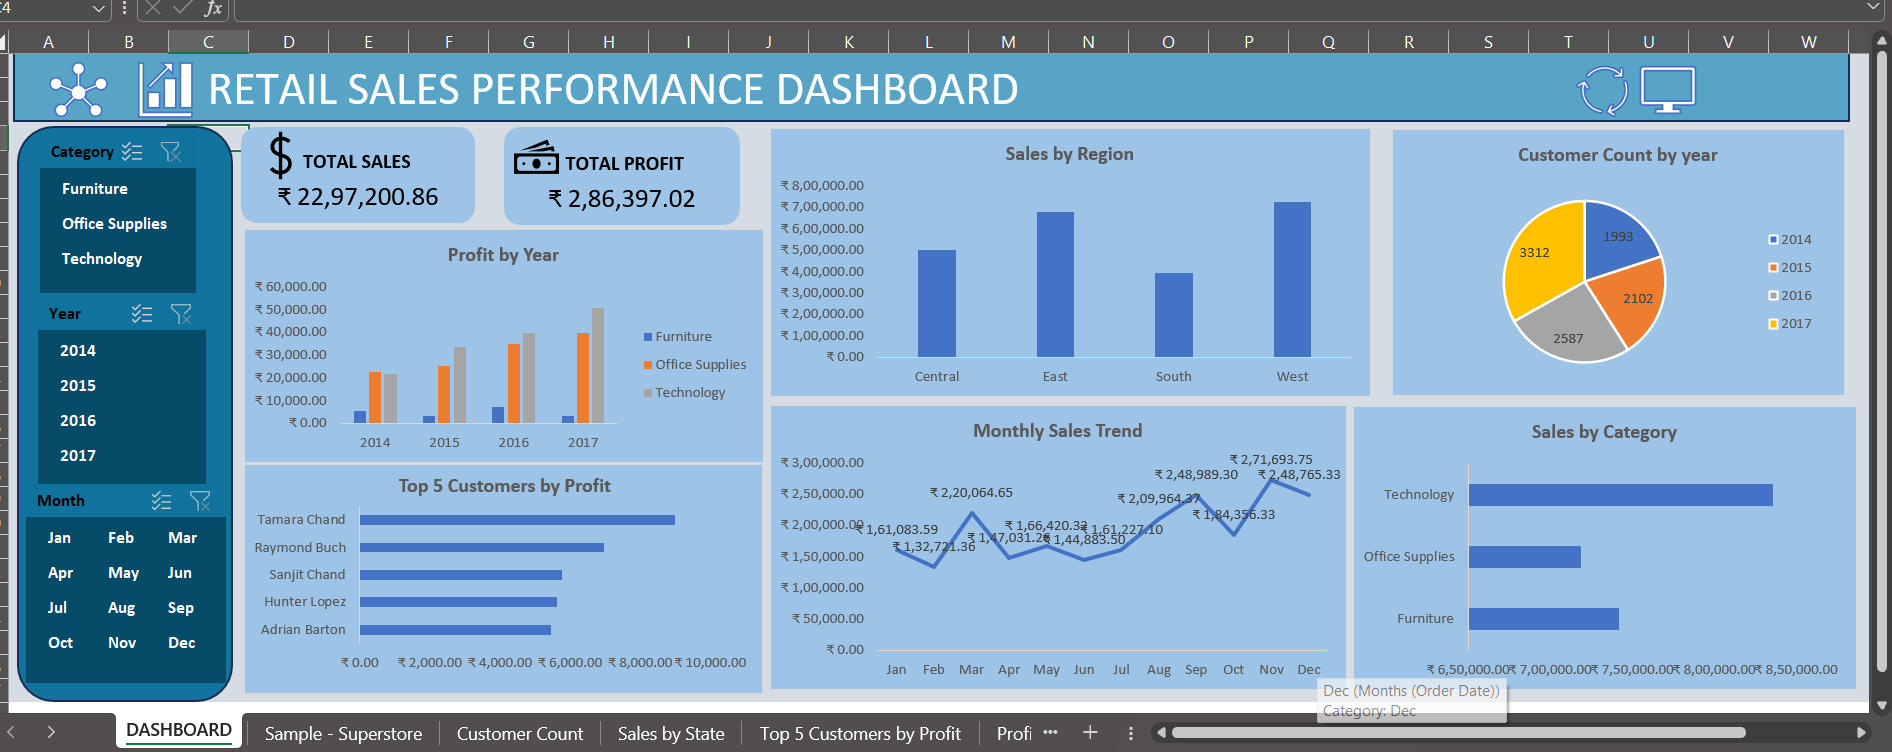 C4
fx
A B C D E F G H I J K L M N O P Q R S T U V W
RETAIL SALES PERFORMANCE DASHBOARD
Category
Furniture
Office Supplies
Technology
Year
2014
2015
2016
2017
Month
Jan Feb Mar
Apr May Jun
Jul Aug Sep
Oct Nov Dec
$ TOTAL SALES
₹ 22,97,200.86
TOTAL PROFIT
₹ 2,86,397.02
Profit by Year
₹ 60,000.00
₹ 50,000.00
₹ 40,000.00
₹ 30,000.00
₹ 20,000.00
₹ 10,000.00
₹ 0.00
2014 2015 2016 2017
Furniture
Office Supplies
Technology
Top 5 Customers by Profit
Tamara Chand
Raymond Buch
Sanjit Chand
Hunter Lopez
Adrian Barton
₹ 0.00 ₹ 2,000.00 ₹ 4,000.00 ₹ 6,000.00 ₹ 8,000.00 ₹ 10,000.00
Sales by Region
₹ 8,00,000.00
₹ 7,00,000.00
₹ 6,00,000.00
₹ 5,00,000.00
₹ 4,00,000.00
₹ 3,00,000.00
₹ 2,00,000.00
₹ 1,00,000.00
₹ 0.00
Central East South West
Customer Count by year
1993
2102
2587
3312
2014
2015
2016
2017
Monthly Sales Trend
₹ 3,00,000.00
₹ 2,50,000.00
₹ 2,00,000.00
₹ 1,50,000.00
₹ 1,00,000.00
₹ 50,000.00
₹ 0.00
₹ 1,61,083.59
₹ 1,32,721.36
₹ 2,20,064.65
₹ 1,47,031.26
₹ 1,66,420.32
₹ 1,44,883.50
₹ 1,61,227.10
₹ 2,09,964.37
₹ 2,48,989.30
₹ 1,84,356.33
₹ 2,71,693.75
₹ 2,48,765.33
Jan Feb Mar Apr May Jun Jul Aug Sep Oct Nov Dec
Dec (Months (Order Date))
Category: Dec
Sales by Category
Technology
Office Supplies
Furniture
₹ 6,50,000.00 ₹ 7,00,000.00 ₹ 7,50,000.00 ₹ 8,00,000.00 ₹ 8,50,000.00
DASHBOARD Sample - Superstore Customer Count Sales by State Top 5 Customers by Profit Profi